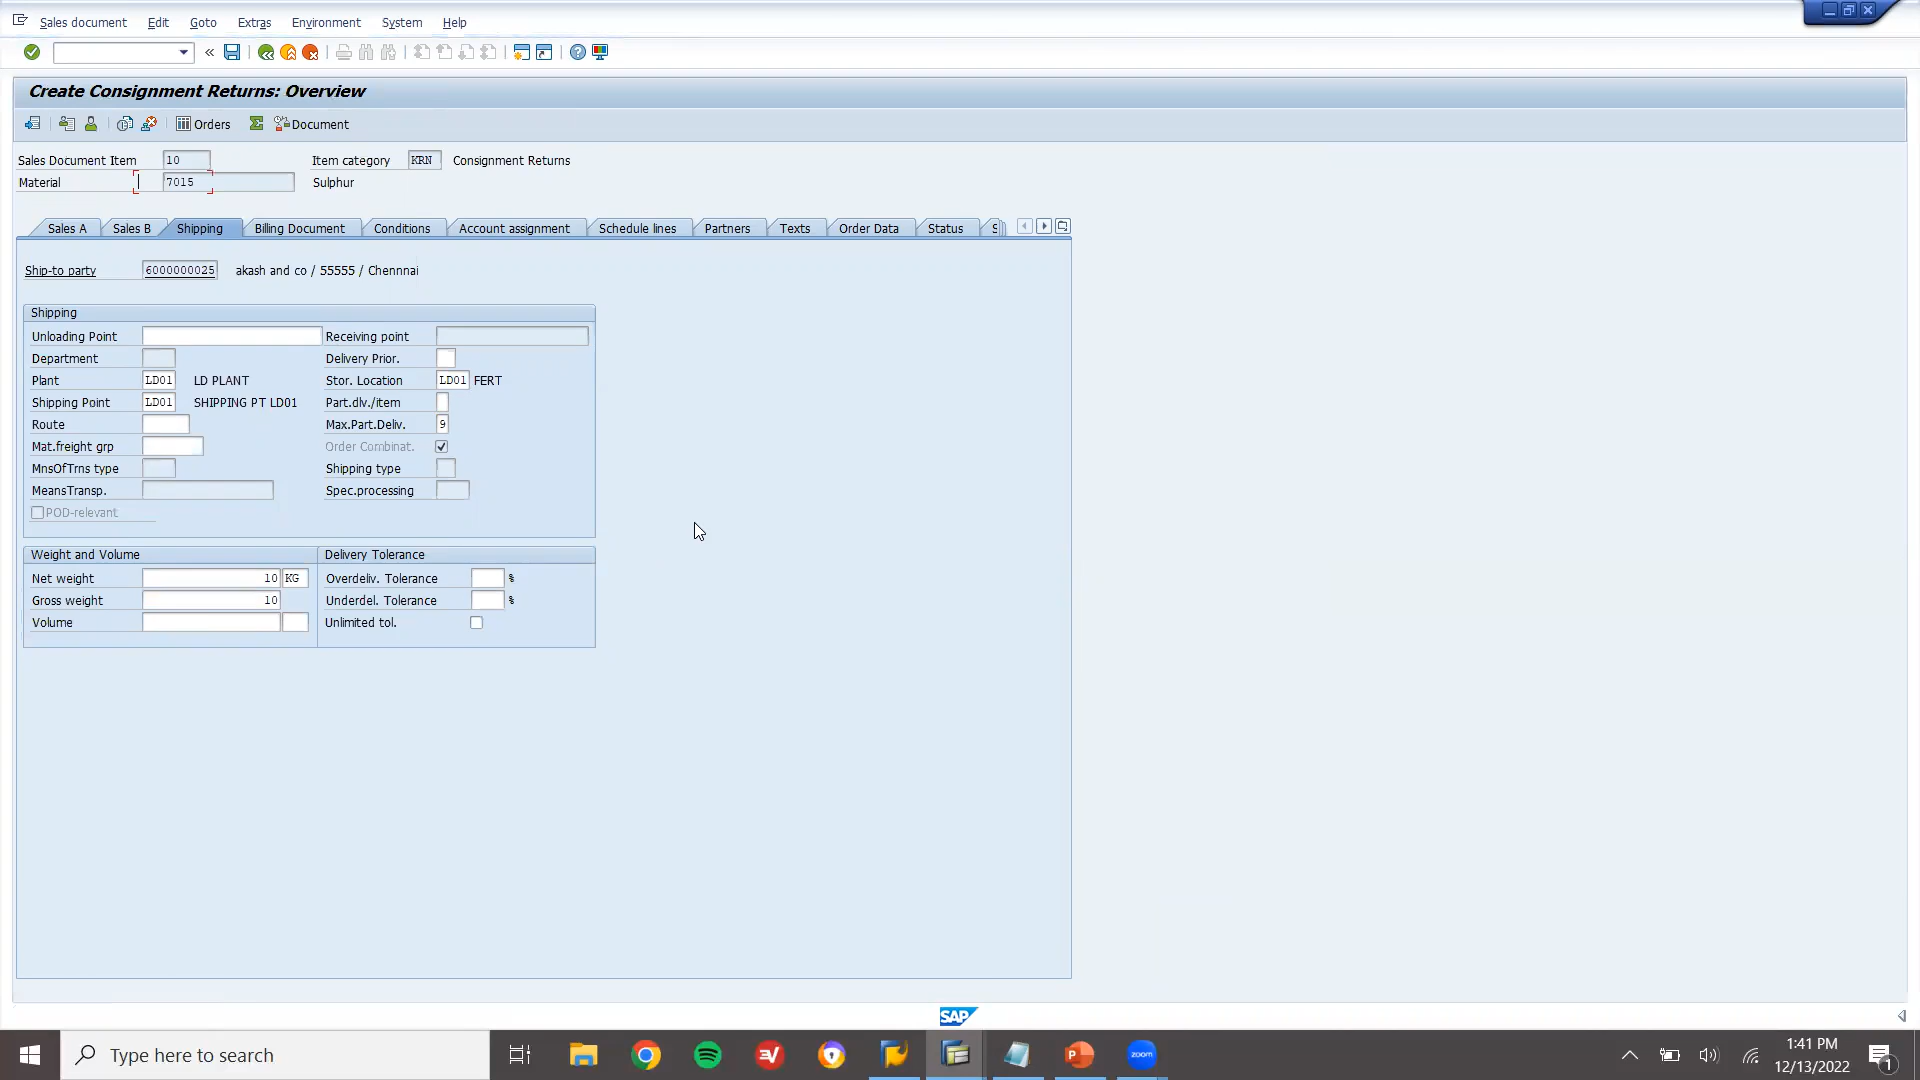 Sales document Edit Goto Extras Environment System Help
Create Consignment Returns: Overview
Orders Document
Sales Document Item 10 Item category KRN Consignment Returns
Material 7015 Sulphur
Sales A Sales B Shipping Billing Document Conditions Account assignment Schedule lines Partners Texts Order Data Status S
Ship-to party 6000000025 akash and co / 55555 / Chennnai
Shipping
Unloading Point Receiving point
Department Delivery Prior.
Plant LD01 LD PLANT Stor. Location LD01 FERT
Shipping Point LD01 SHIPPING PT LD01 Part.dlv./item
Route Max.Part.Deliv. 9
Mat.freight grp Order Combinat.
MnsOfTrns type Shipping type
MeansTransp. Spec.processing
POD-relevant
Weight and Volume Delivery Tolerance
Net weight 10 KG Overdeliv. Tolerance %
Gross weight 10 Underdel. Tolerance %
Volume Unlimited tol.
SAP
Type here to search zoom 1:41 PM
12/13/2022 1